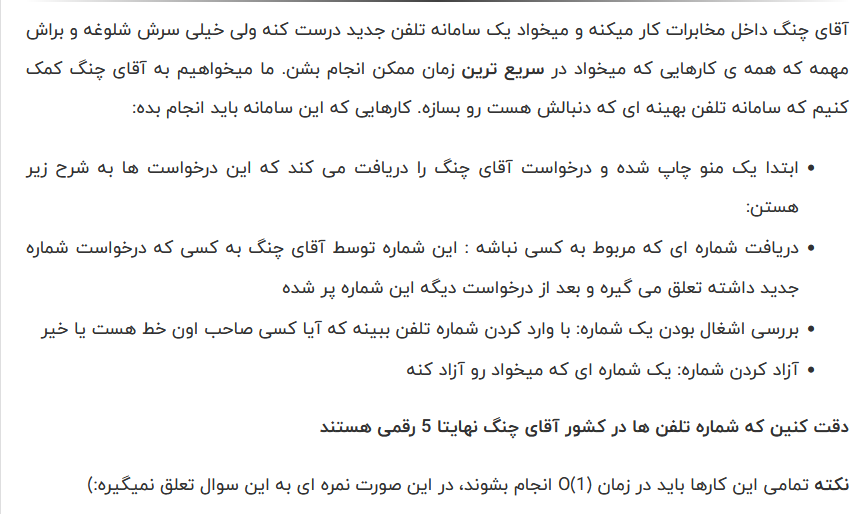 آقای چنگ داخل مخابرات کار میکنه و میخواد یک سامانه تلفن جدید درست کنه ولی خیلی سرش شلوغه و براش
مهمه که همه ی کارهایی که میخواد در سریع ترین زمان ممکن انجام بشن. ما میخواهیم به آقای چنگ کمک
کنیم که سامانه تلفن بهینه ای که دنبالش هست رو بسازه. کارهایی که این سامانه باید انجام بده:
• ابتدا یک منو چاپ شده و درخواست آقای چنگ را دریافت می کند که این درخواست ها به شرح زیر
هستن:
• دریافت شماره ای که مربوط به کسی نباشه : این شماره توسط آقای چنگ به کسی که درخواست شماره
جدید داشته تعلق می گیره و بعد از درخواست دیگه این شماره پر شده
• بررسی اشغال بودن یک شماره: با وارد کردن شماره تلفن ببینه که آیا کسی صاحب اون خط هست یا خیر
• آزاد کردن شماره: یک شماره ای که میخواد رو آزاد کنه
دقت کنین که شماره تلفن ها در کشور آقای چنگ نهایتا 5 رقمی هستند
نکته تمامی این کارها باید در زمان O(1) انجام بشوند، در این صورت نمره ای به این سوال تعلق نمیگیره:)